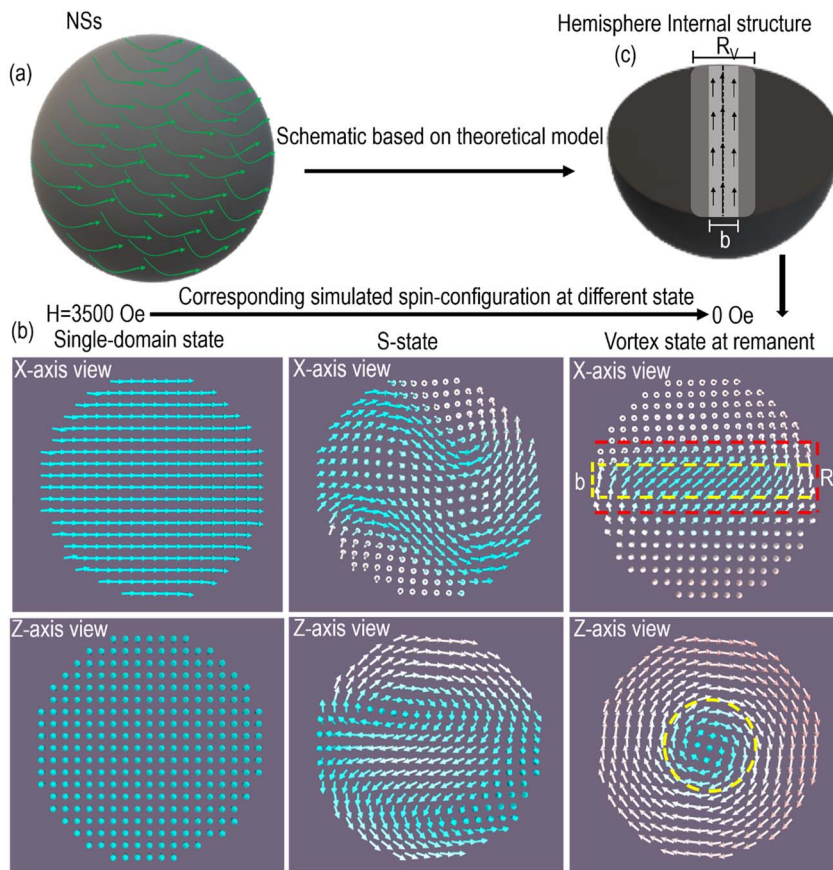 NSs
Hemisphere Internal structure
(a)
(c)
R_V
Schematic based on theoretical model
b
H=3500 Oe
Corresponding simulated spin-configuration at different state
0 Oe
(b)
Single-domain state
S-state
Vortex state at remanent
X-axis view
X-axis view
X-axis view
b
R
Z-axis view
Z-axis view
Z-axis view